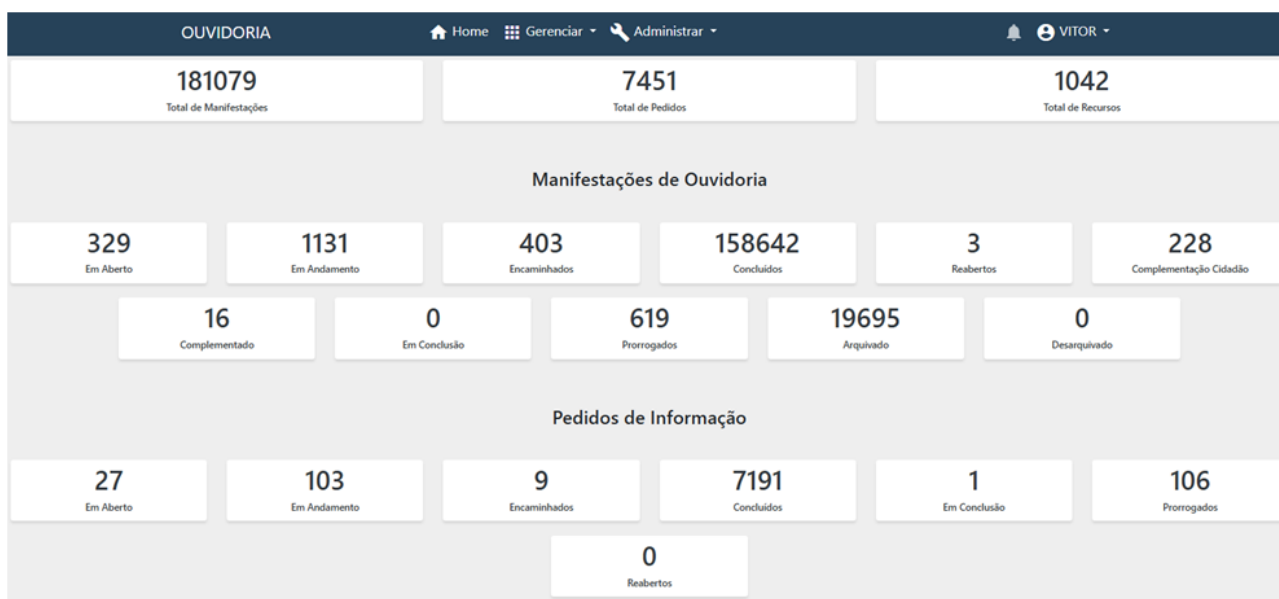 OUVIDORIA Home Gerenciar Administrar VITOR
181079 7451 1042
Total de Manifestações Total de Pedidos Total de Recursos
Manifestações de Ouvidoria
329 1131 403 158642 3 228
Em Aberto Em Andamento Encaminhados Concluídos Reabertos Complementação Cidadão
16 0 619 19695 0
Complementado Em Conclusão Prorrogados Arquivado Desarquivado
Pedidos de Informação
27 103 9 7191 1 106
Em Aberto Em Andamento Encaminhados Concluídos Em Conclusão Prorrogados
0
Reabertos